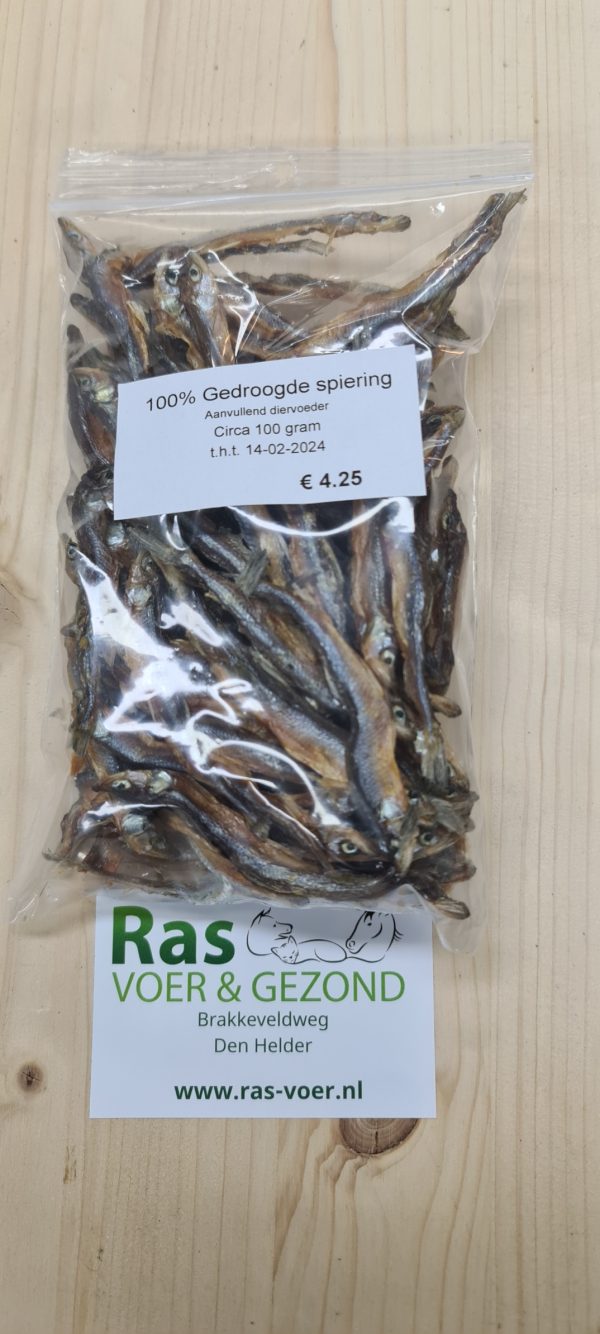 100% Gedroogde spiering
Aanvullend diervoeder
Circa 100 gram
t.h.t. 14-02-2024
€ 4.25
Ras
VOER & GEZOND
Brakkeveldweg
Den Helder
www.ras-voer.nl